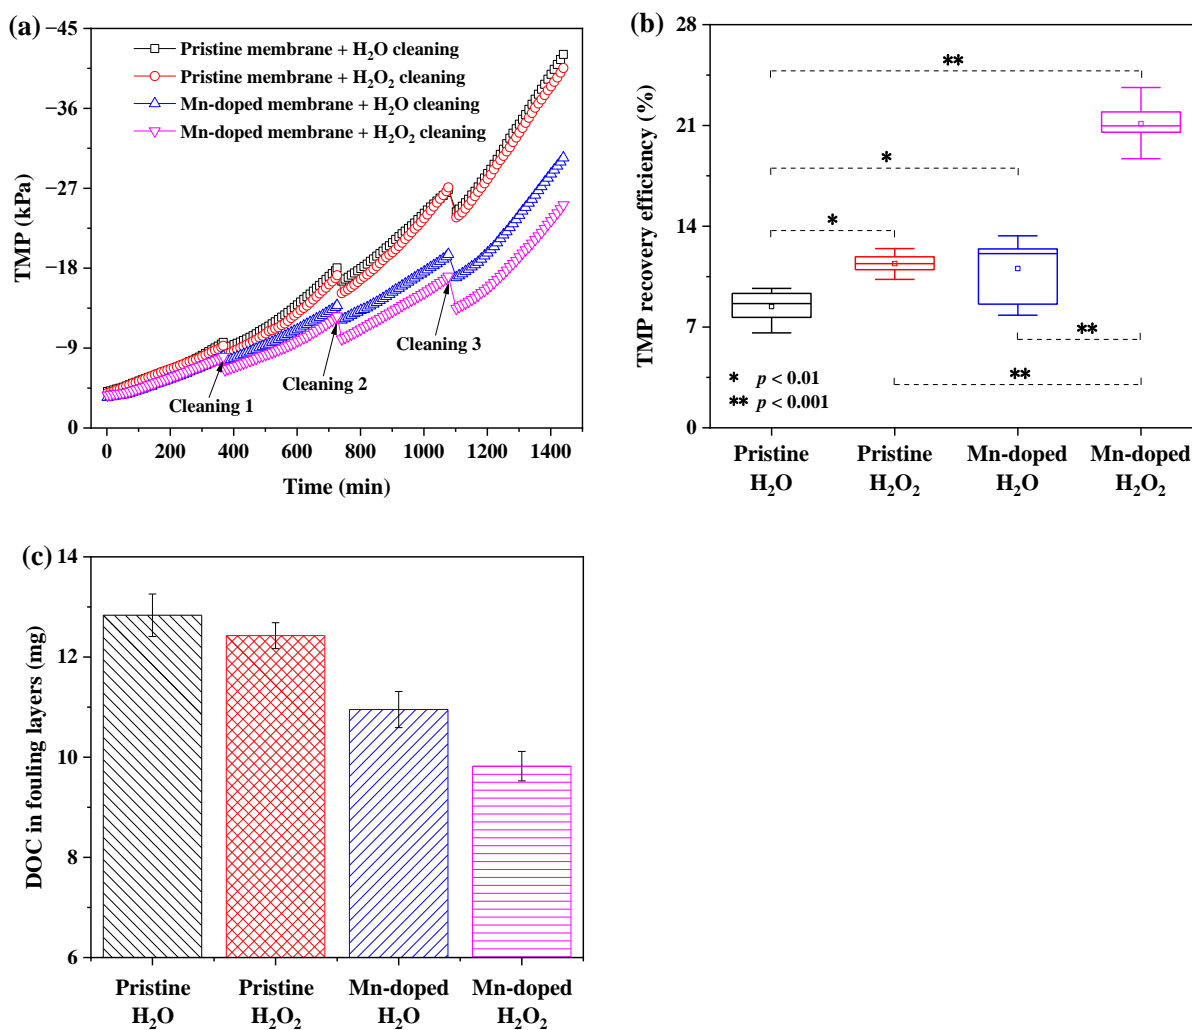 (a)
−45
−36
−27
−18
−9
0
TMP (kPa)
Pristine membrane + H₂O cleaning
Pristine membrane + H₂O₂ cleaning
Mn-doped membrane + H₂O cleaning
Mn-doped membrane + H₂O₂ cleaning
Cleaning 3
Cleaning 2
Cleaning 1
0 200 400 600 800 1000 1200 1400
Time (min)
(b)
28
21
14
7
0
TMP recovery efficiency (%)
**
*
*
**
**
* p < 0.01
** p < 0.001
Pristine Pristine Mn-doped Mn-doped
H₂O H₂O₂ H₂O H₂O₂
(c)
14
12
10
8
6
DOC in fouling layers (mg)
Pristine Pristine Mn-doped Mn-doped
H₂O H₂O₂ H₂O H₂O₂